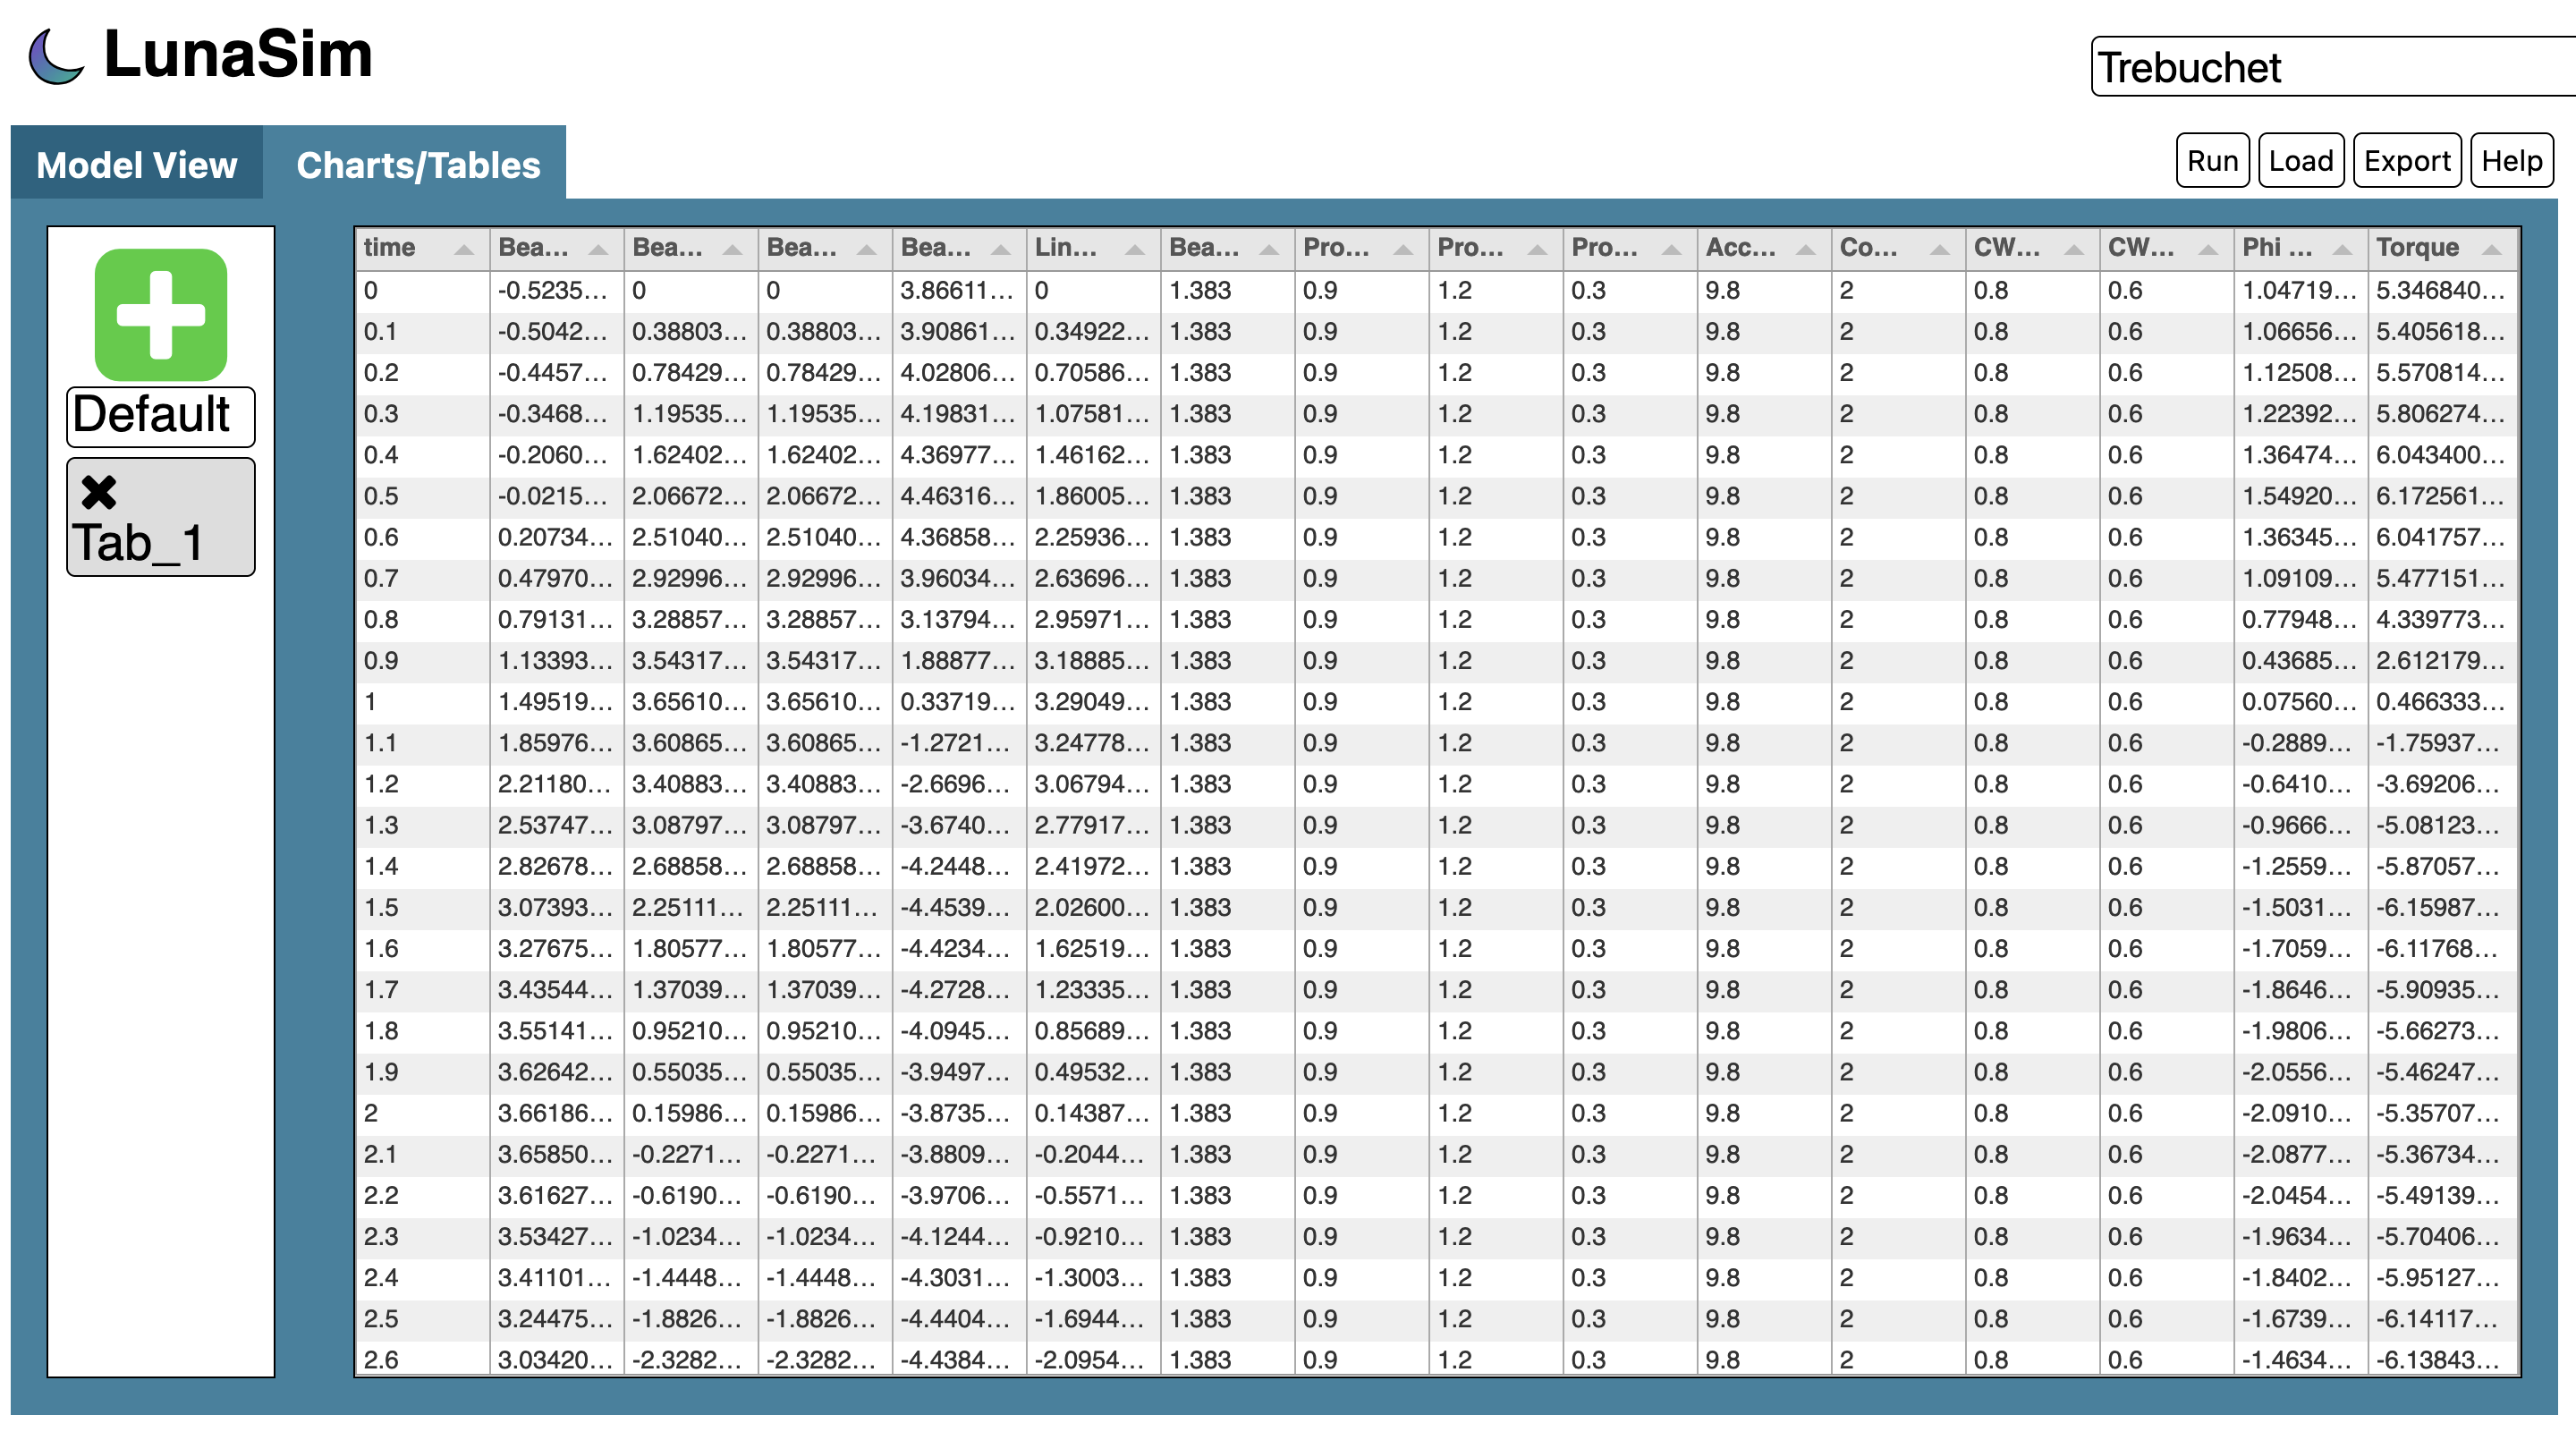 LunaSim
Trebuchet
Model View Charts/Tables
Run Load Export Help
Default
Tab_1
time Bea... Bea... Bea... Bea... Lin... Bea... Pro... Pro... Pro... Acc... Co... CW... CW... Phi ... Torque
0 -0.5235... 0 0 3.86611... 0 1.383 0.9 1.2 0.3 9.8 2 0.8 0.6 1.04719... 5.346840...
0.1 -0.5042... 0.38803... 0.38803... 3.90861... 0.34922... 1.383 0.9 1.2 0.3 9.8 2 0.8 0.6 1.06656... 5.405618...
0.2 -0.4457... 0.78429... 0.78429... 4.02806... 0.70586... 1.383 0.9 1.2 0.3 9.8 2 0.8 0.6 1.12508... 5.570814...
0.3 -0.3468... 1.19535... 1.19535... 4.19831... 1.07581... 1.383 0.9 1.2 0.3 9.8 2 0.8 0.6 1.22392... 5.806274...
0.4 -0.2060... 1.62402... 1.62402... 4.36977... 1.46162... 1.383 0.9 1.2 0.3 9.8 2 0.8 0.6 1.36474... 6.043400...
0.5 -0.0215... 2.06672... 2.06672... 4.46316... 1.86005... 1.383 0.9 1.2 0.3 9.8 2 0.8 0.6 1.54920... 6.172561...
0.6 0.20734... 2.51040... 2.51040... 4.36858... 2.25936... 1.383 0.9 1.2 0.3 9.8 2 0.8 0.6 1.36345... 6.041757...
0.7 0.47970... 2.92996... 2.92996... 3.96034... 2.63696... 1.383 0.9 1.2 0.3 9.8 2 0.8 0.6 1.09109... 5.477151...
0.8 0.79131... 3.28857... 3.28857... 3.13794... 2.95971... 1.383 0.9 1.2 0.3 9.8 2 0.8 0.6 0.77948... 4.339773...
0.9 1.13393... 3.54317... 3.54317... 1.88877... 3.18885... 1.383 0.9 1.2 0.3 9.8 2 0.8 0.6 0.43685... 2.612179...
1 1.49519... 3.65610... 3.65610... 0.33719... 3.29049... 1.383 0.9 1.2 0.3 9.8 2 0.8 0.6 0.07560... 0.466333...
1.1 1.85976... 3.60865... 3.60865... -1.2721... 3.24778... 1.383 0.9 1.2 0.3 9.8 2 0.8 0.6 -0.2889... -1.75937...
1.2 2.21180... 3.40883... 3.40883... -2.6696... 3.06794... 1.383 0.9 1.2 0.3 9.8 2 0.8 0.6 -0.6410... -3.69206...
1.3 2.53747... 3.08797... 3.08797... -3.6740... 2.77917... 1.383 0.9 1.2 0.3 9.8 2 0.8 0.6 -0.9666... -5.08123...
1.4 2.82678... 2.68858... 2.68858... -4.2448... 2.41972... 1.383 0.9 1.2 0.3 9.8 2 0.8 0.6 -1.2559... -5.87057...
1.5 3.07393... 2.25111... 2.25111... -4.4539... 2.02600... 1.383 0.9 1.2 0.3 9.8 2 0.8 0.6 -1.5031... -6.15987...
1.6 3.27675... 1.80577... 1.80577... -4.4234... 1.62519... 1.383 0.9 1.2 0.3 9.8 2 0.8 0.6 -1.7059... -6.11768...
1.7 3.43544... 1.37039... 1.37039... -4.2728... 1.23335... 1.383 0.9 1.2 0.3 9.8 2 0.8 0.6 -1.8646... -5.90935...
1.8 3.55141... 0.95210... 0.95210... -4.0945... 0.85689... 1.383 0.9 1.2 0.3 9.8 2 0.8 0.6 -1.9806... -5.66273...
1.9 3.62642... 0.55035... 0.55035... -3.9497... 0.49532... 1.383 0.9 1.2 0.3 9.8 2 0.8 0.6 -2.0556... -5.46247...
2 3.66186... 0.15986... 0.15986... -3.8735... 0.14387... 1.383 0.9 1.2 0.3 9.8 2 0.8 0.6 -2.0910... -5.35707...
2.1 3.65850... -0.2271... -0.2271... -3.8809... -0.2044... 1.383 0.9 1.2 0.3 9.8 2 0.8 0.6 -2.0877... -5.36734...
2.2 3.61627... -0.6190... -0.6190... -3.9706... -0.5571... 1.383 0.9 1.2 0.3 9.8 2 0.8 0.6 -2.0454... -5.49139...
2.3 3.53427... -1.0234... -1.0234... -4.1244... -0.9210... 1.383 0.9 1.2 0.3 9.8 2 0.8 0.6 -1.9634... -5.70406...
2.4 3.41101... -1.4448... -1.4448... -4.3031... -1.3003... 1.383 0.9 1.2 0.3 9.8 2 0.8 0.6 -1.8402... -5.95127...
2.5 3.24475... -1.8826... -1.8826... -4.4404... -1.6944... 1.383 0.9 1.2 0.3 9.8 2 0.8 0.6 -1.6739... -6.14117...
2.6 3.03420... -2.3282... -2.3282... -4.4384... -2.0954... 1.383 0.9 1.2 0.3 9.8 2 0.8 0.6 -1.4634... -6.13843...